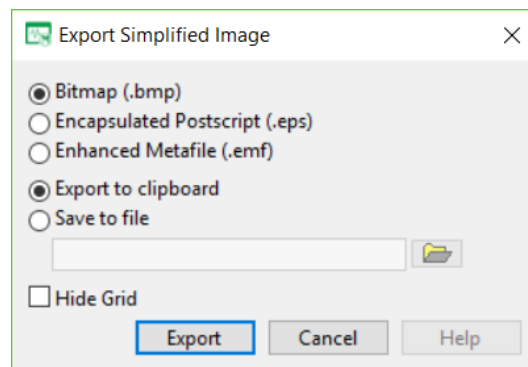 Export Simplified Image
Bitmap (.bmp)
Encapsulated Postscript (.eps)
Enhanced Metafile (.emf)
Export to clipboard
Save to file
Hide Grid
Export Cancel Help